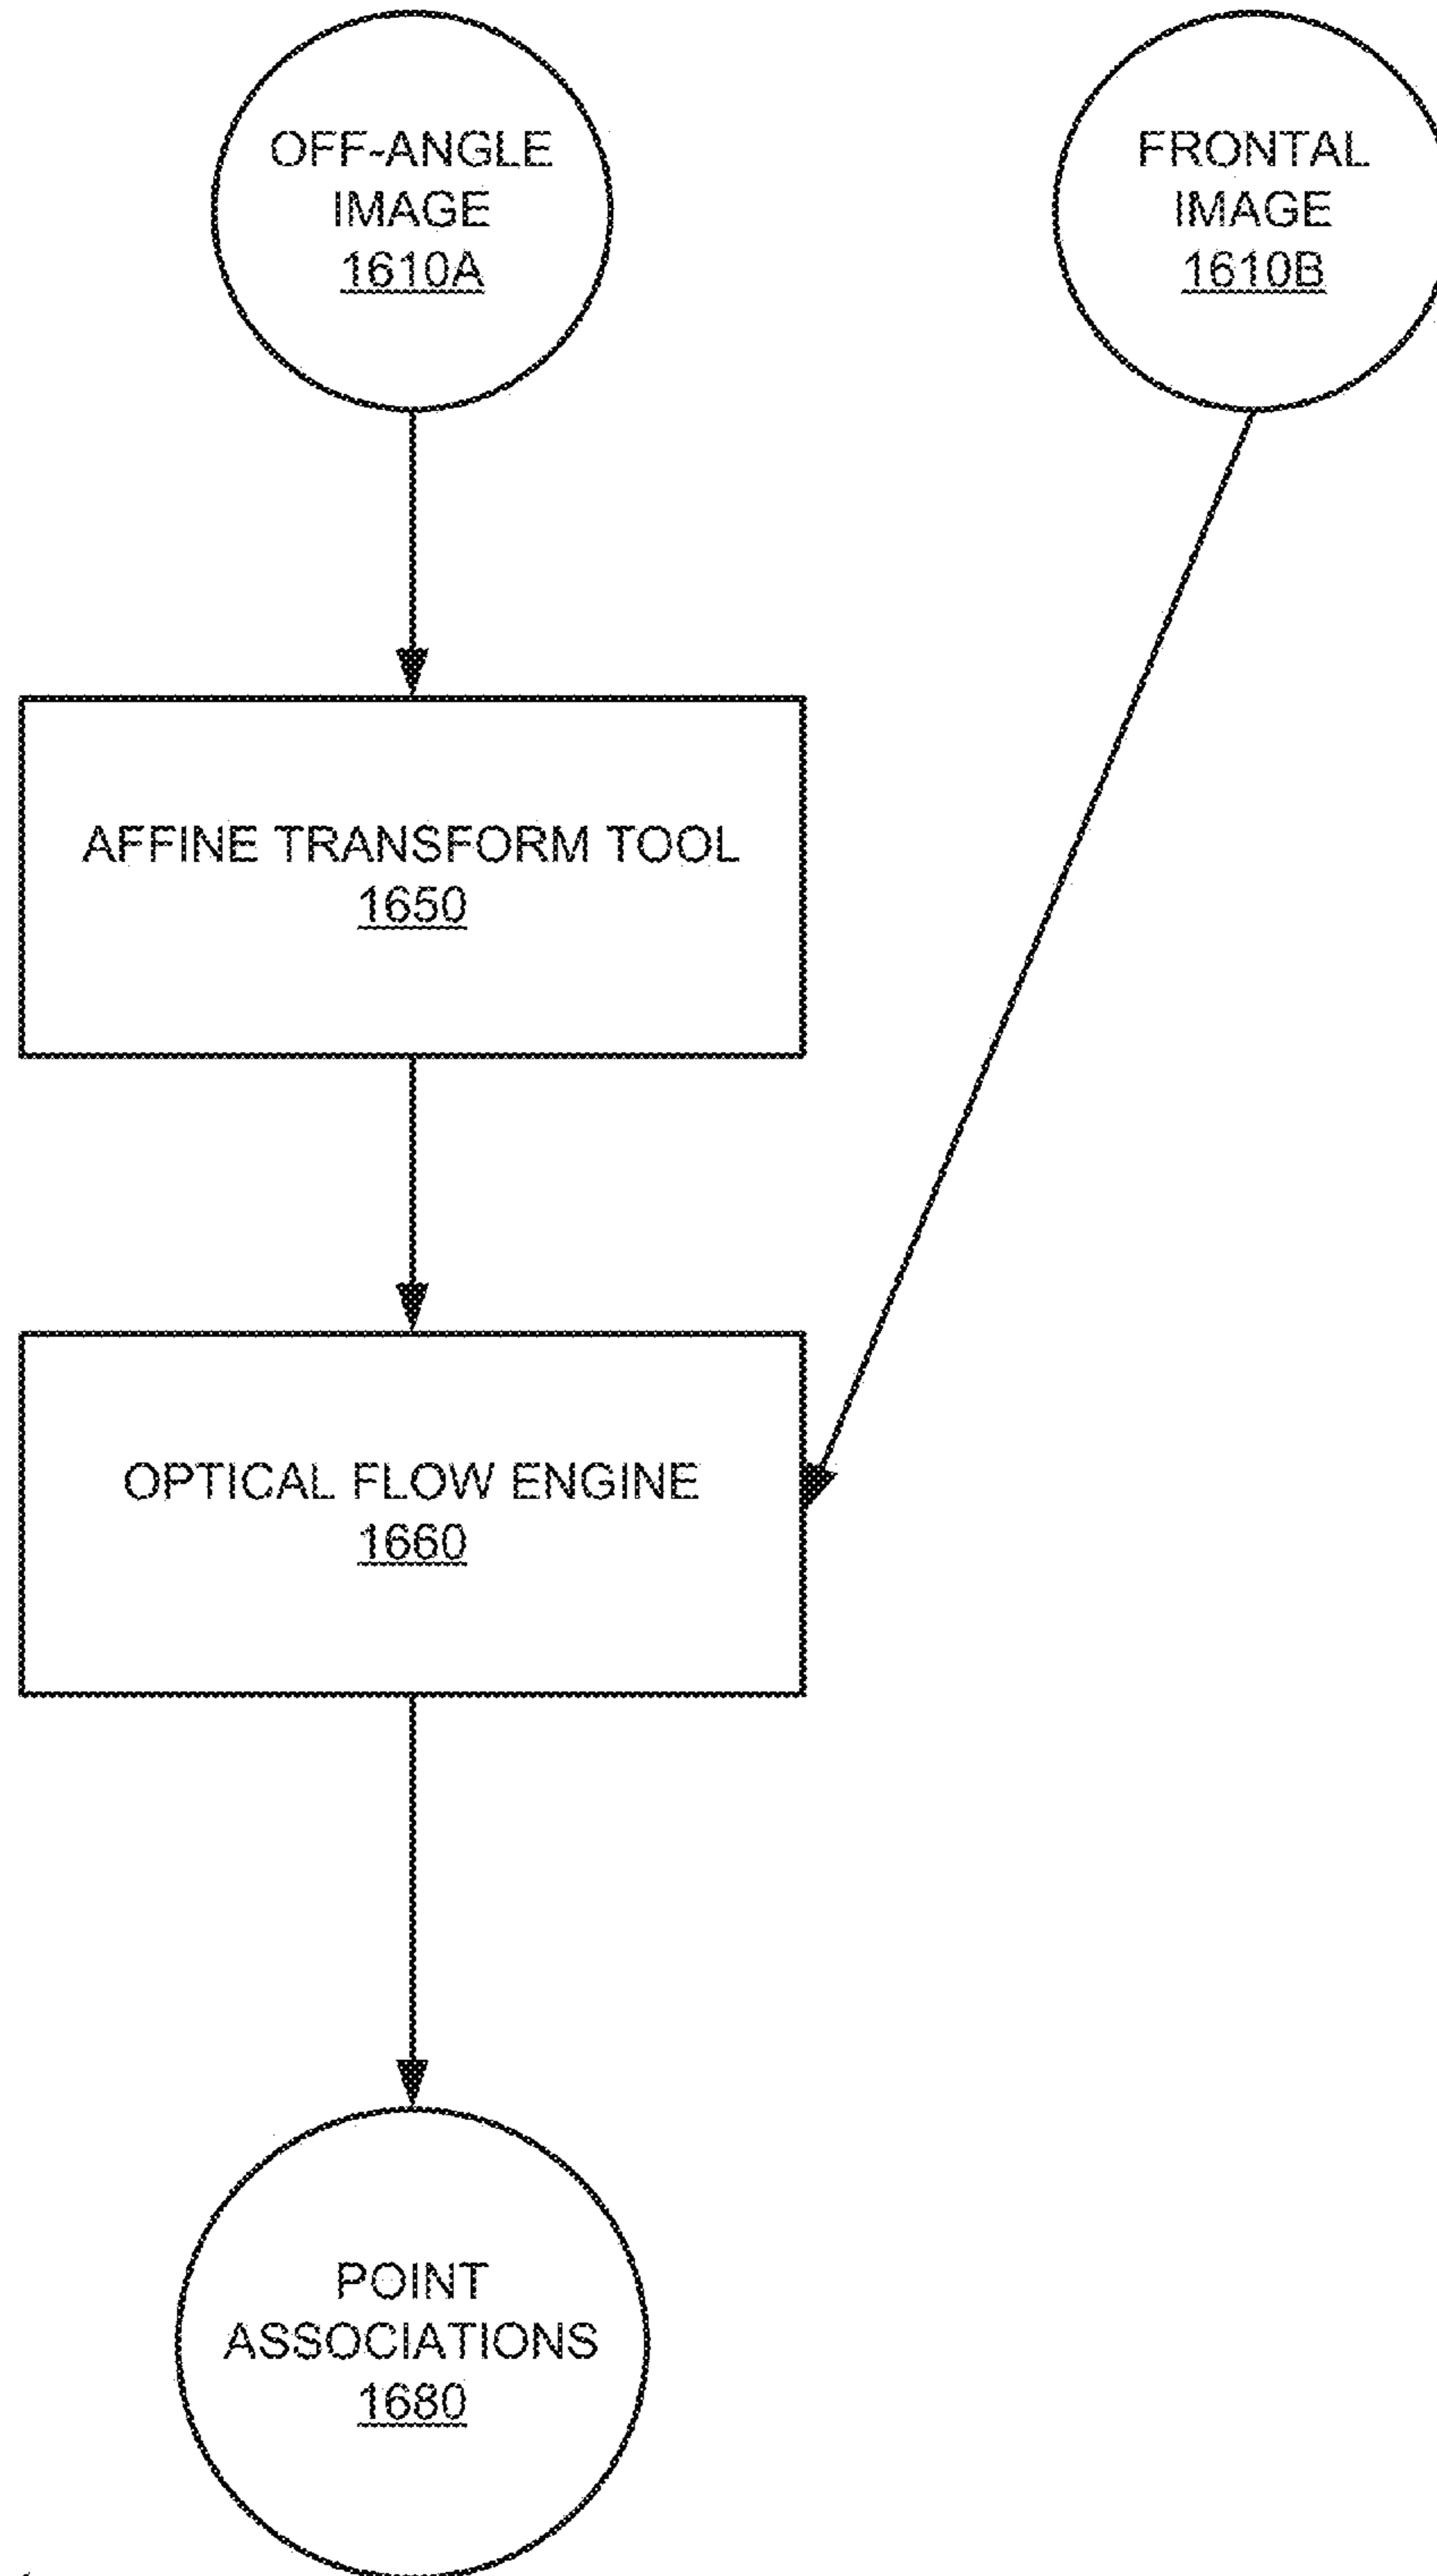 OFF-ANGLE
IMAGE
1610A
FRONTAL
IMAGE
1610B
AFFINE TRANSFORM TOOL
1650
OPTICAL FLOW ENGINE
1660
POINT
ASSOCIATIONS
1680